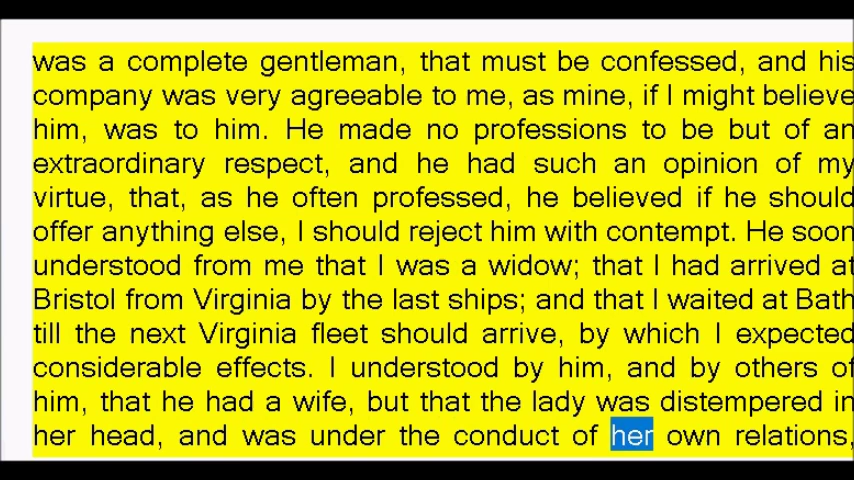 was a complete gentleman, that must be confessed, and his
company was very agreeable to me, as mine, if I might believe
him, was to him. He made no professions to be but of an
extraordinary respect, and he had such an opinion of my
virtue, that, as he often professed, he believed if he should
offer anything else, I should reject him with contempt. He soon
understood from me that I was a widow; that I had arrived at
Bristol from Virginia by the last ships; and that I waited at Bath
till the next Virginia fleet should arrive, by which I expected
considerable effects. I understood by him, and by others of
him, that he had a wife, but that the lady was distempered in
her head, and was under the conduct of her own relations,